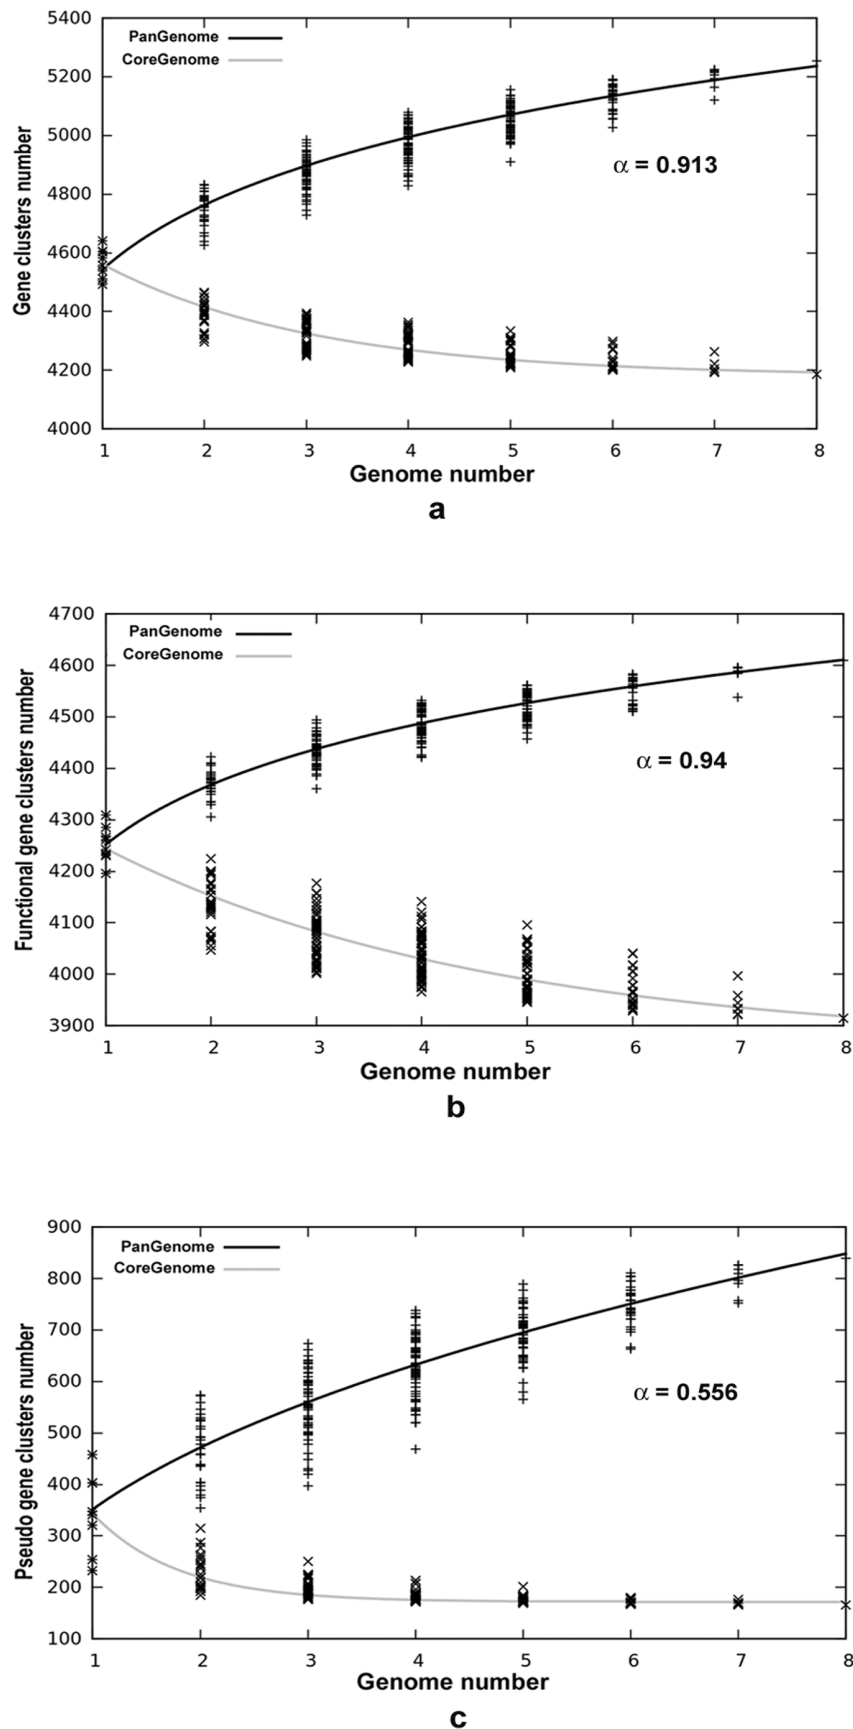 5400
PanGenome
CoreGenome
5200
5000
α = 0.913
4800
4600
4400
4200
4000
Gene clusters number
1 2 3 4 5 6 7 8
Genome number
a
4700
PanGenome
CoreGenome
4600
4500
α = 0.94
4400
4300
4200
4100
4000
3900
Functional gene clusters number
1 2 3 4 5 6 7 8
Genome number
b
900
PanGenome
CoreGenome
800
700
600
α = 0.556
500
400
300
200
100
Pseudo gene clusters number
1 2 3 4 5 6 7 8
Genome number
c